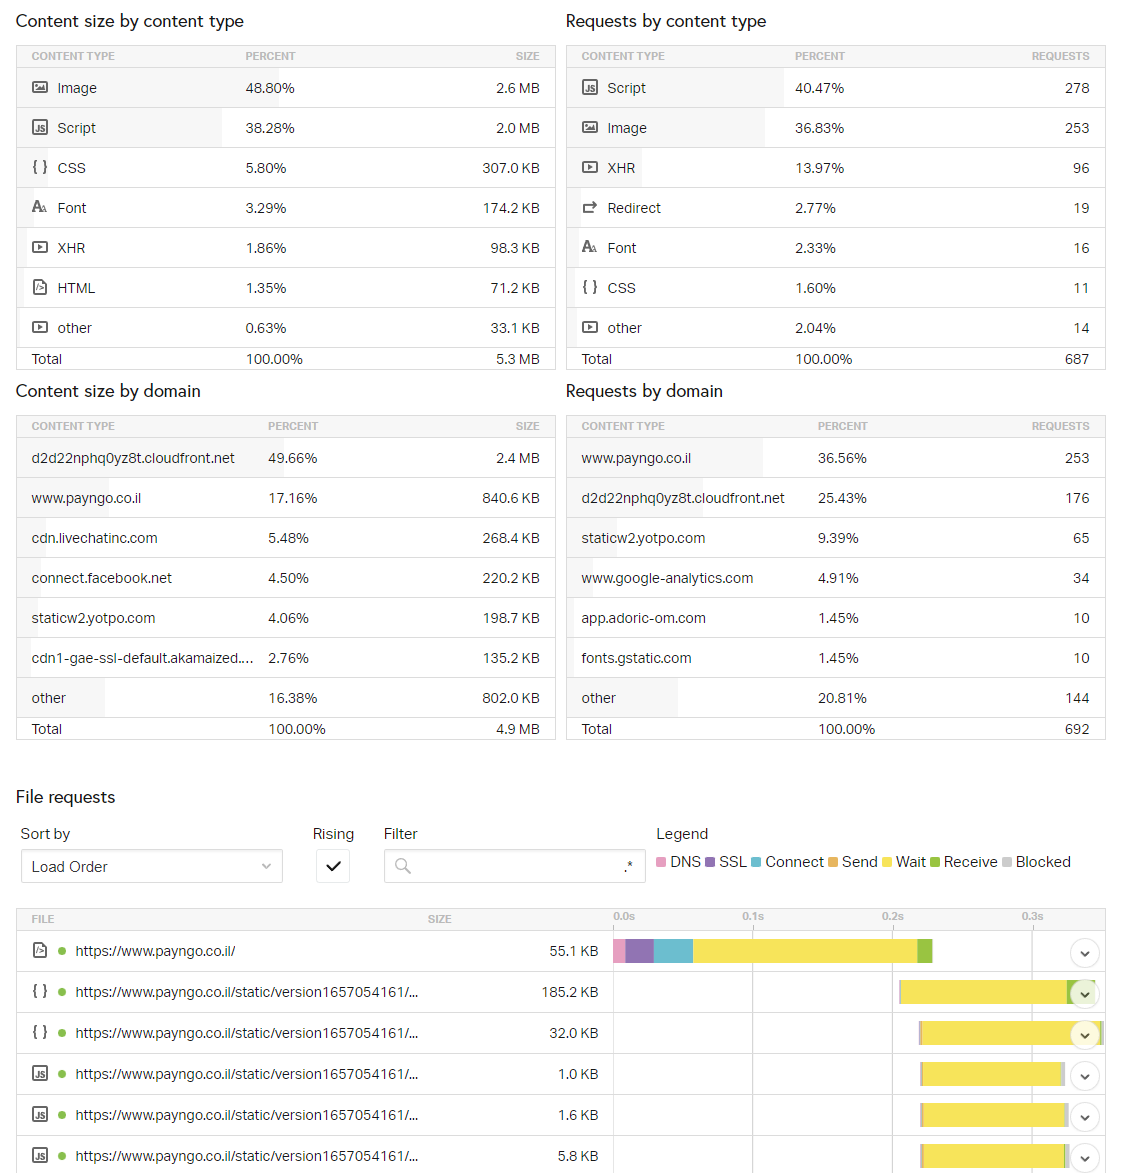 Content size by content type
CONTENT TYPE PERCENT SIZE
Image 48.80% 2.6 MB
Script 38.28% 2.0 MB
CSS 5.80% 307.0 KB
Font 3.29% 174.2 KB
XHR 1.86% 98.3 KB
HTML 1.35% 71.2 KB
other 0.63% 33.1 KB
Total 100.00% 5.3 MB
Requests by content type
CONTENT TYPE PERCENT REQUESTS
Script 40.47% 278
Image 36.83% 253
XHR 13.97% 96
Redirect 2.77% 19
Font 2.33% 16
CSS 1.60% 11
other 2.04% 14
Total 100.00% 687
Content size by domain
CONTENT TYPE PERCENT SIZE
d2d22nphq0yz8t.cloudfront.net 49.66% 2.4 MB
www.payngo.co.il 17.16% 840.6 KB
cdn.livechatinc.com 5.48% 268.4 KB
connect.facebook.net 4.50% 220.2 KB
staticw2.yotpo.com 4.06% 198.7 KB
cdn1-gae-ssl-default.akamaized.... 2.76% 135.2 KB
other 16.38% 802.0 KB
Total 100.00% 4.9 MB
Requests by domain
CONTENT TYPE PERCENT REQUESTS
www.payngo.co.il 36.56% 253
d2d22nphq0yz8t.cloudfront.net 25.43% 176
staticw2.yotpo.com 9.39% 65
www.google-analytics.com 4.91% 34
app.adoric-om.com 1.45% 10
fonts.gstatic.com 1.45% 10
other 20.81% 144
Total 100.00% 692
File requests
Sort by Rising Filter Legend
Load Order .* DNS SSL Connect Send Wait Receive Blocked
FILE SIZE 0.0s 0.1s 0.2s 0.3s
https://www.payngo.co.il/ 55.1 KB
https://www.payngo.co.il/static/version1657054161/... 185.2 KB
https://www.payngo.co.il/static/version1657054161/... 32.0 KB
JS https://www.payngo.co.il/static/version1657054161/... 1.0 KB
JS https://www.payngo.co.il/static/version1657054161/... 1.6 KB
JS https://www.payngo.co.il/static/version1657054161/... 5.8 KB